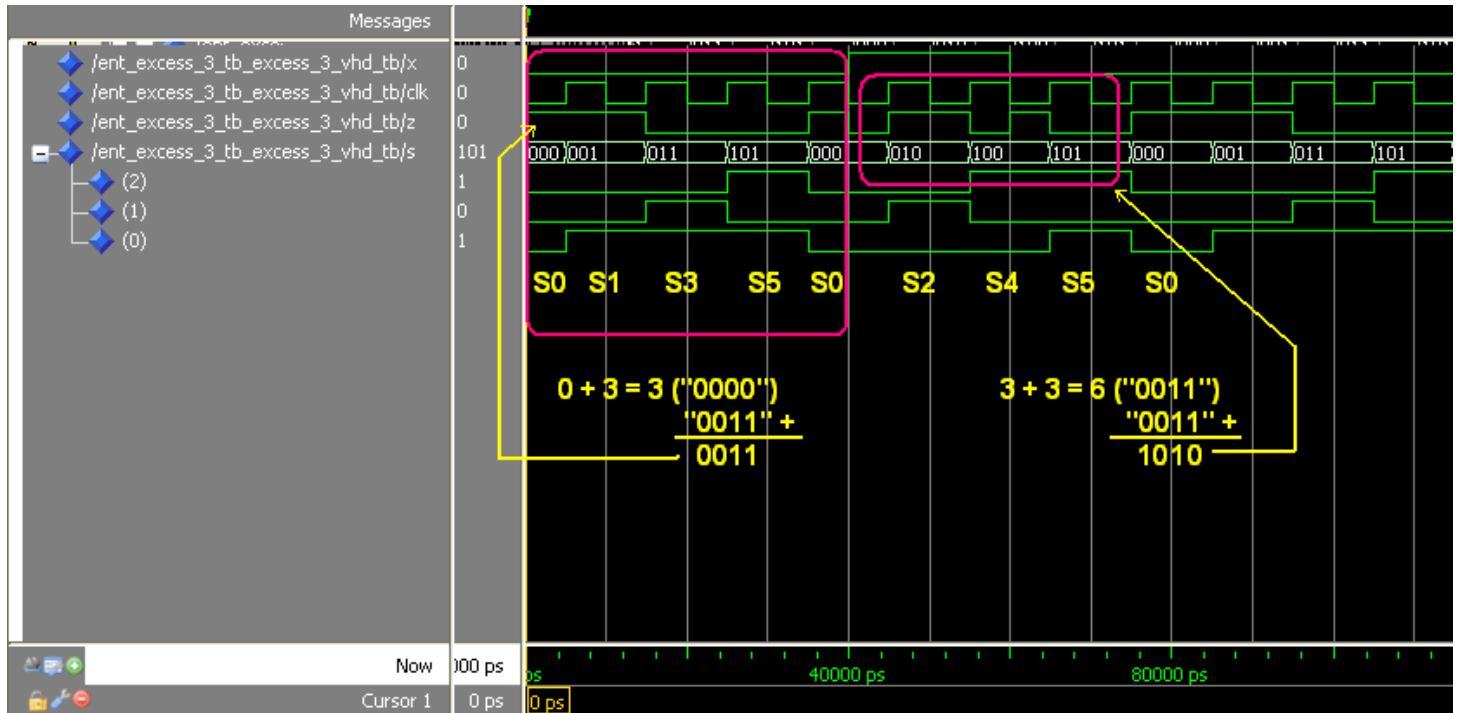 Messages
/ent_excess_3_tb_excess_3_vhd_tb/x 0
/ent_excess_3_tb_excess_3_vhd_tb/clk 0
/ent_excess_3_tb_excess_3_vhd_tb/z 0
/ent_excess_3_tb_excess_3_vhd_tb/s 101 000 001 011 101 000 010 100 101 000 001 011 101
(2) 1
(1) 0
(0) 1
S0 S1 S3 S5 S0 S2 S4 S5 S0
0 + 3 = 3 ("0000") 3 + 3 = 6 ("0011")
"0011" + "0011" +
0011 1010
Now 000 ps ps 40000 ps 80000 ps
Cursor 1 0 ps 0 ps